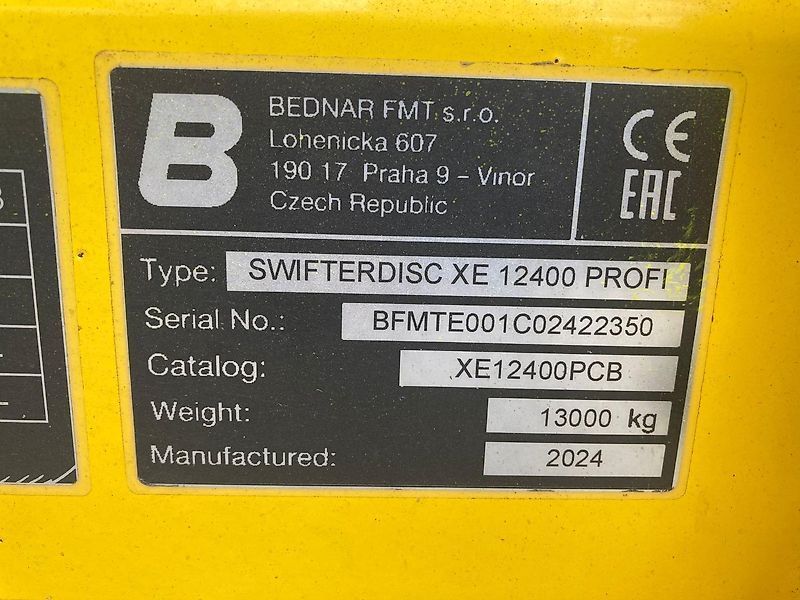 B
BEDNAR FMT s.r.o.
Lohenicka 607
190 17 Praha 9 – Vinor
Czech Republic
CE
EAC
Type: SWIFTERDISC XE 12400 PROFI
Serial No.: BFMTE001C02422350
Catalog: XE12400PCB
Weight: 13000 kg
Manufactured: 2024